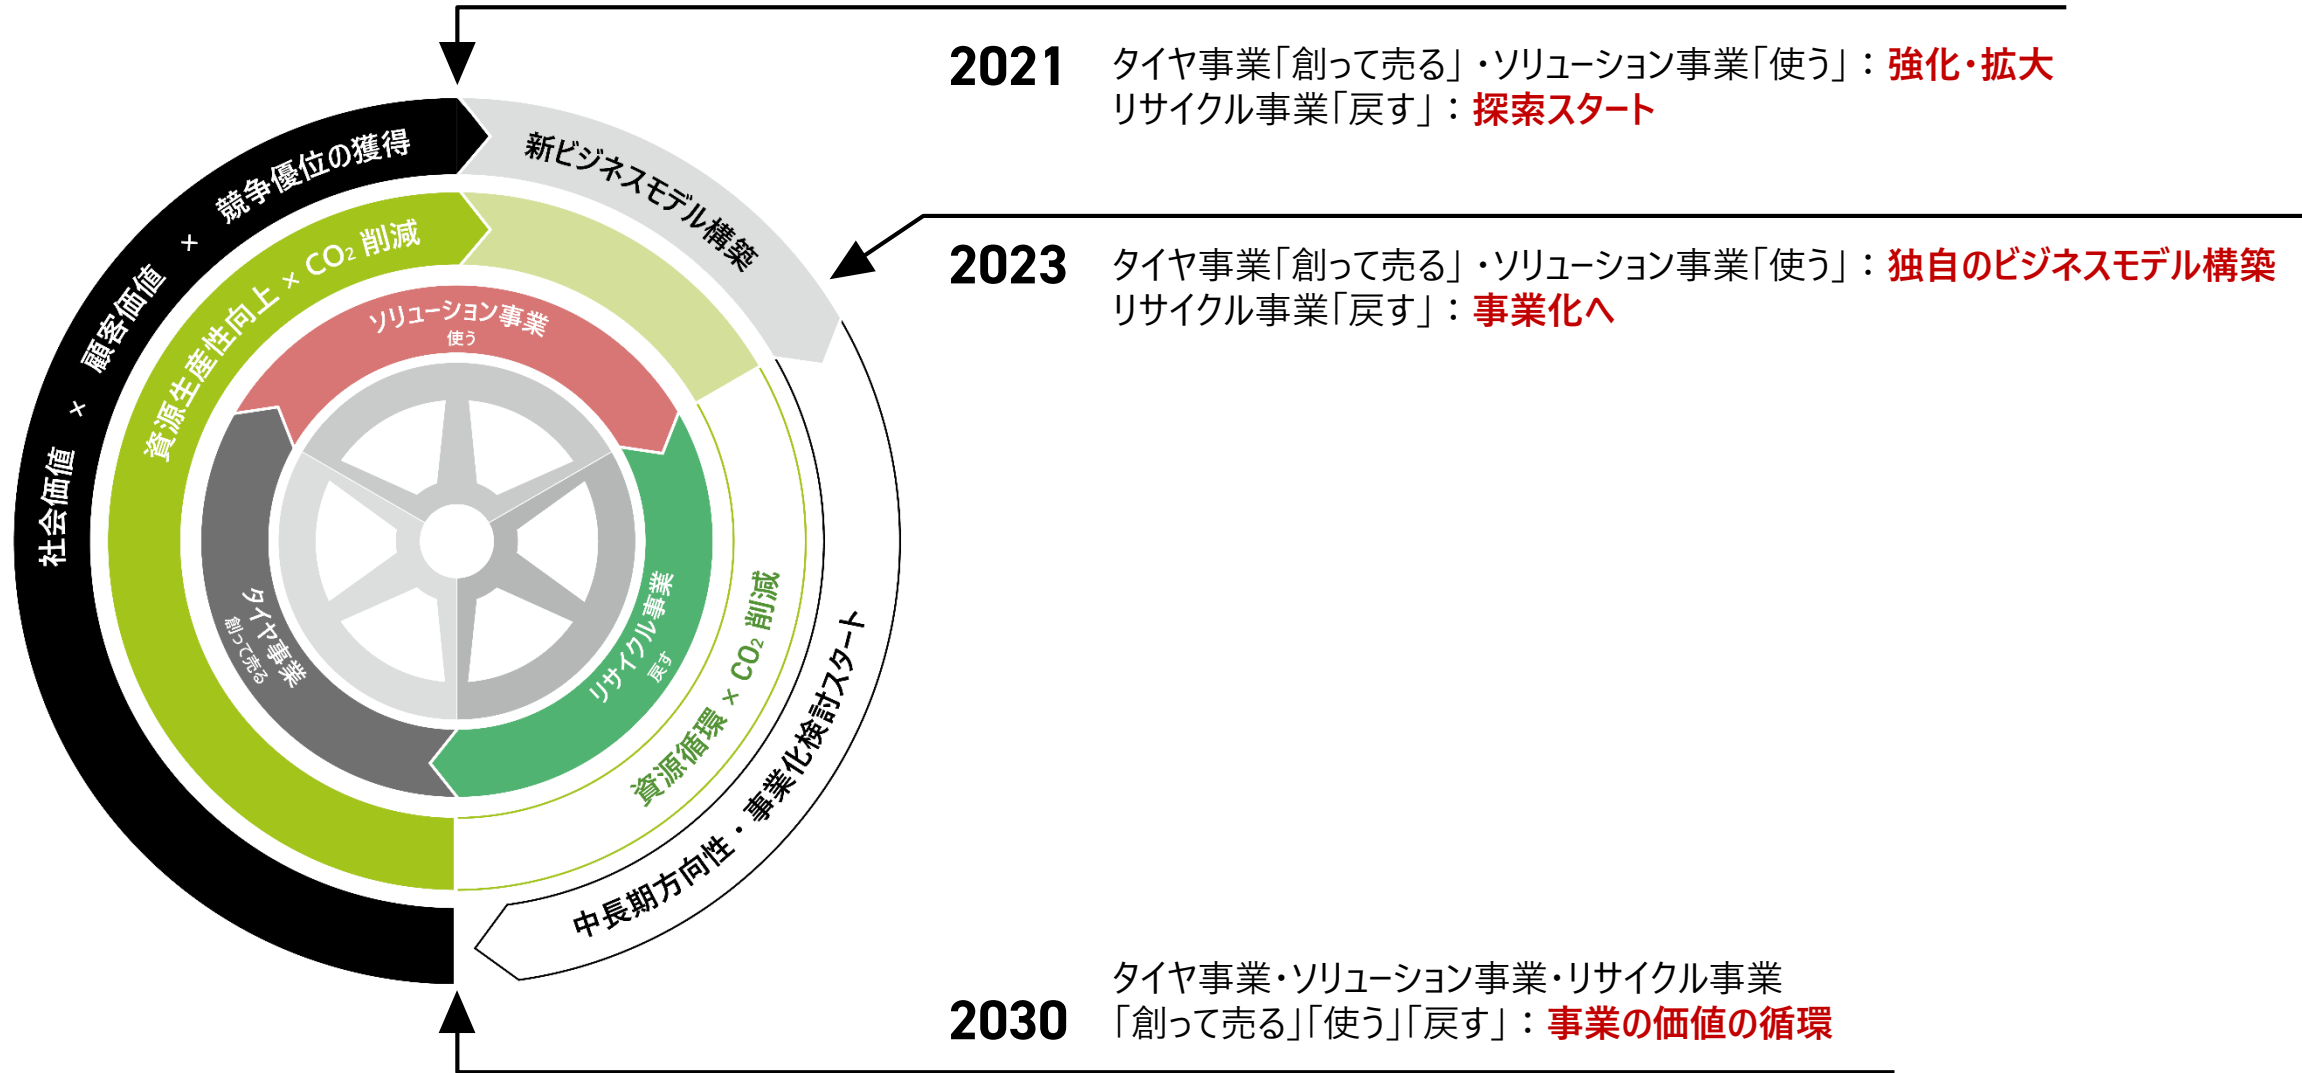 2021
タイヤ事業「創って売る」・ソリューション事業「使う」：強化・拡大
リサイクル事業「戻す」：探索スタート
2023
タイヤ事業「創って売る」・ソリューション事業「使う」：独自のビジネスモデル構築
リサイクル事業「戻す」：事業化へ
2030
タイヤ事業・ソリューション事業・リサイクル事業
「創って売る」「使う」「戻す」：事業の価値の循環
社会価値 × 顧客価値 × 競争優位の獲得
新ビジネスモデル構築
中長期方向性・事業化検討スタート
資源生産性向上 × CO₂ 削減
資源循環 × CO₂ 削減
ソリューション事業
使う
リサイクル事業
戻す
タイヤ事業
創って売る